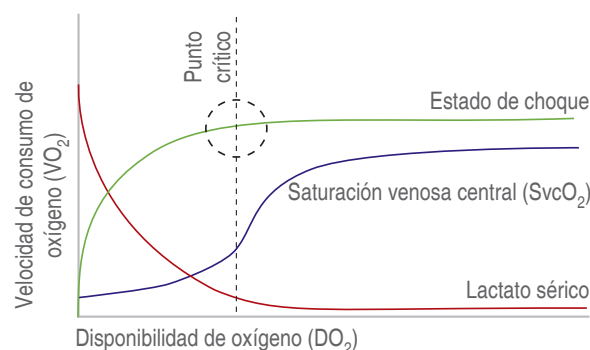 Velocidad de consumo de
oxígeno (VO2)
Punto
crítico
Estado de choque
Saturación venosa central (SvcO2)
Lactato sérico
Disponibilidad de oxígeno (DO2)